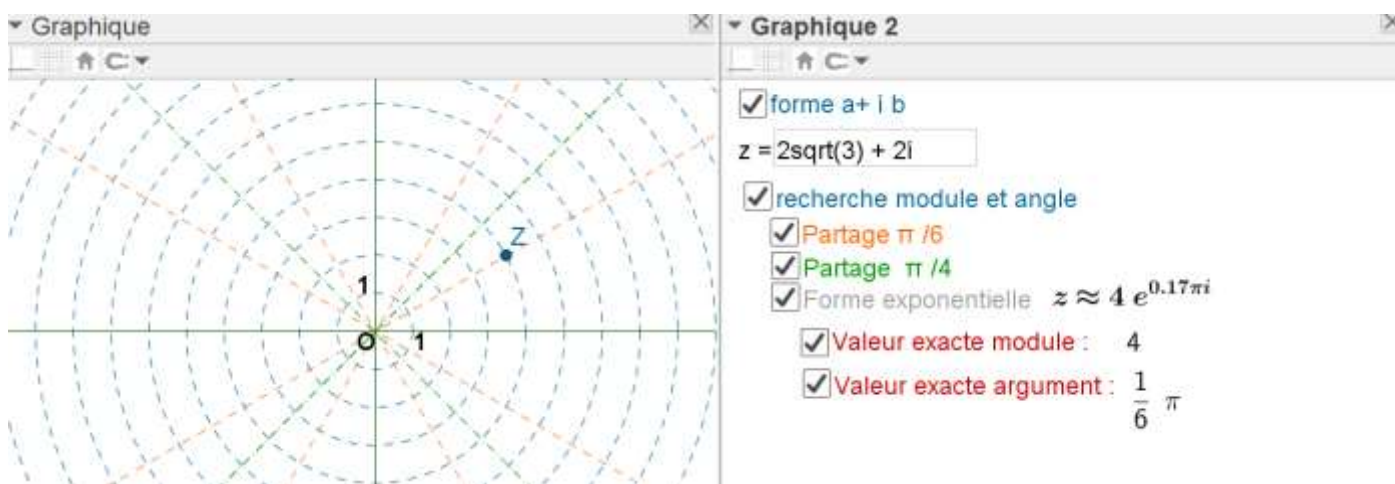 Graphique
Z
1
O 1
Graphique 2
forme a+ i b
z = 2sqrt(3) + 2i
recherche module et angle
Partage π /6
Partage π /4
Forme exponentielle z ≈ 4 e^{0.17πi}
Valeur exacte module : 4
Valeur exacte argument : 1/6 π